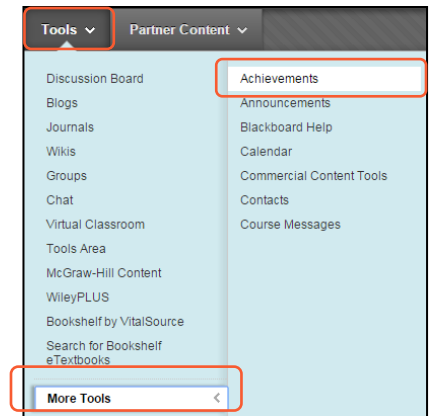 Tools
Partner Content
Discussion Board
Blogs
Journals
Wikis
Groups
Chat
Virtual Classroom
Tools Area
McGraw-Hill Content
WileyPLUS
Bookshelf by VitalSource
Search for Bookshelf
eTextbooks
More Tools
Achievements
Announcements
Blackboard Help
Calendar
Commercial Content Tools
Contacts
Course Messages